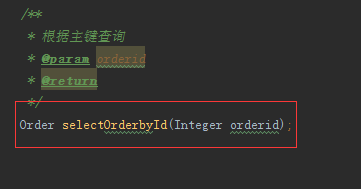 /**
* 根据主键查询
* @param orderid
* @return
*/
Order selectOrderbyId(Integer orderid);